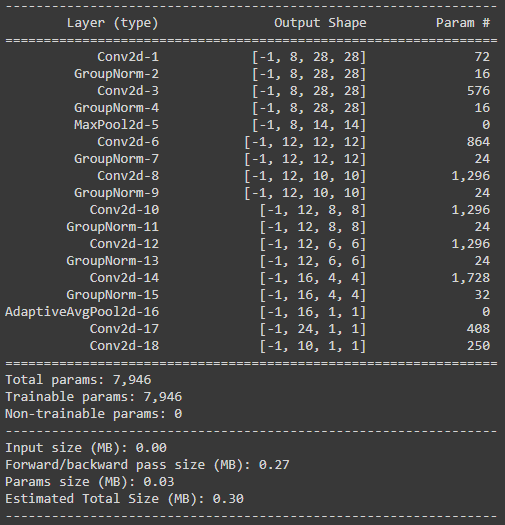 ----------------------------------------------------------------
        Layer (type)               Output Shape         Param #
================================================================
            Conv2d-1            [-1, 8, 28, 28]              72
         GroupNorm-2            [-1, 8, 28, 28]              16
            Conv2d-3            [-1, 8, 28, 28]             576
         GroupNorm-4            [-1, 8, 28, 28]              16
         MaxPool2d-5            [-1, 8, 14, 14]               0
            Conv2d-6           [-1, 12, 12, 12]             864
         GroupNorm-7           [-1, 12, 12, 12]              24
            Conv2d-8           [-1, 12, 10, 10]           1,296
         GroupNorm-9           [-1, 12, 10, 10]              24
           Conv2d-10             [-1, 12, 8, 8]           1,296
        GroupNorm-11             [-1, 12, 8, 8]              24
           Conv2d-12             [-1, 12, 6, 6]           1,296
        GroupNorm-13             [-1, 12, 6, 6]              24
           Conv2d-14             [-1, 16, 4, 4]           1,728
        GroupNorm-15             [-1, 16, 4, 4]              32
AdaptiveAvgPool2d-16             [-1, 16, 1, 1]               0
           Conv2d-17             [-1, 24, 1, 1]             408
           Conv2d-18             [-1, 10, 1, 1]             250
================================================================
Total params: 7,946
Trainable params: 7,946
Non-trainable params: 0
----------------------------------------------------------------
Input size (MB): 0.00
Forward/backward pass size (MB): 0.27
Params size (MB): 0.03
Estimated Total Size (MB): 0.30
----------------------------------------------------------------